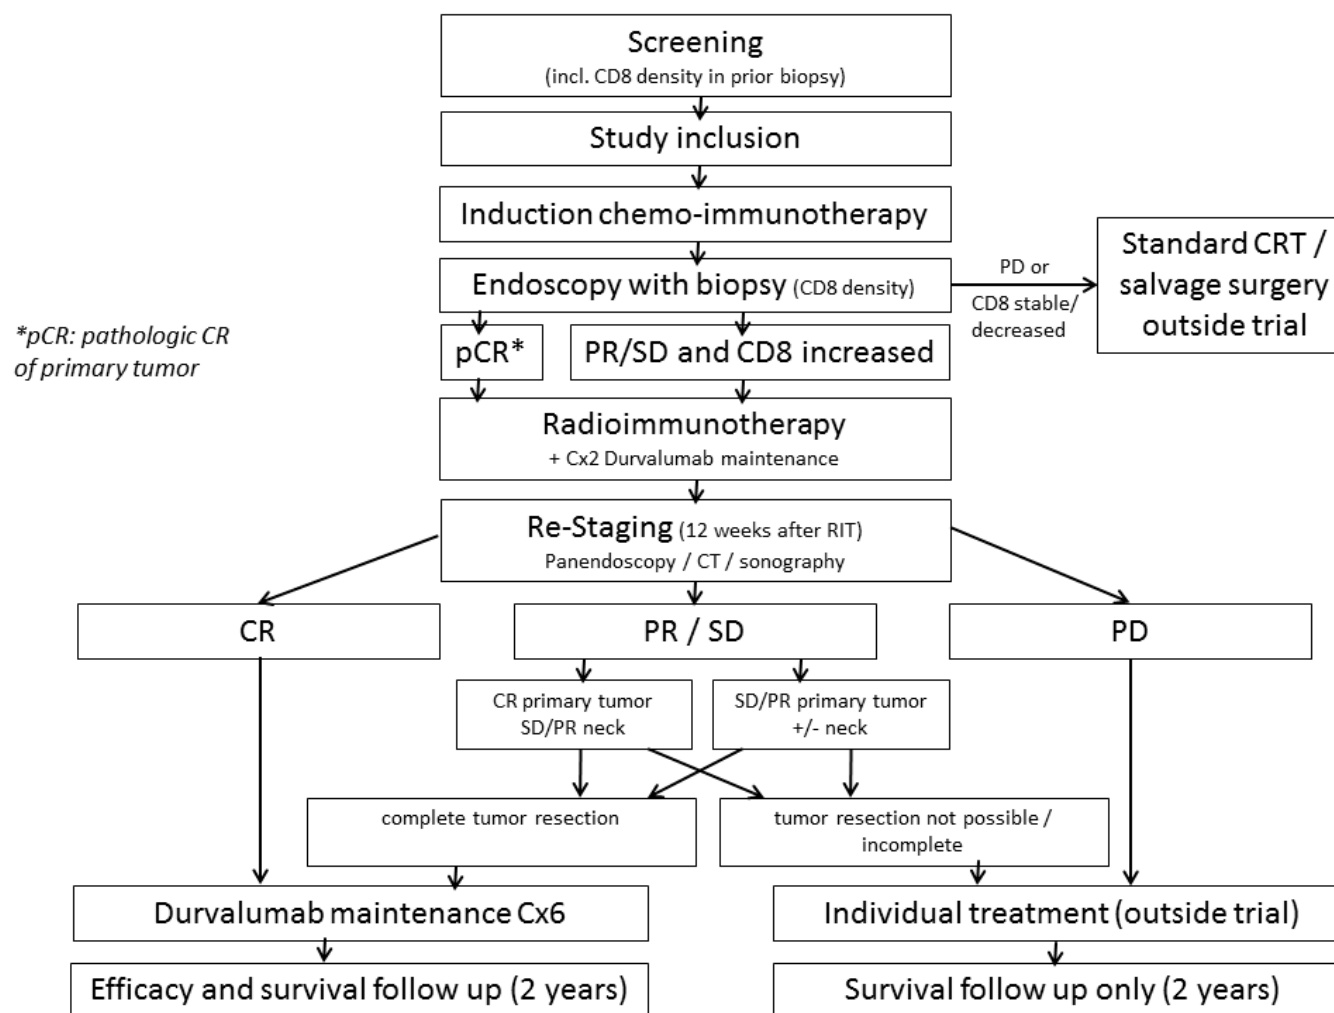 Screening
(incl. CD8 density in prior biopsy)
Study inclusion
Induction chemo-immunotherapy
Endoscopy with biopsy (CD8 density)
PD or
CD8 stable/
decreased
Standard CRT /
salvage surgery
outside trial
*pCR: pathologic CR
of primary tumor
pCR*
PR/SD and CD8 increased
Radioimmunotherapy
+ Cx2 Durvalumab maintenance
Re-Staging (12 weeks after RIT)
Panendoscopy / CT / sonography
CR
PR / SD
PD
CR primary tumor
SD/PR neck
SD/PR primary tumor
+/- neck
complete tumor resection
tumor resection not possible /
incomplete
Durvalumab maintenance Cx6
Individual treatment (outside trial)
Efficacy and survival follow up (2 years)
Survival follow up only (2 years)